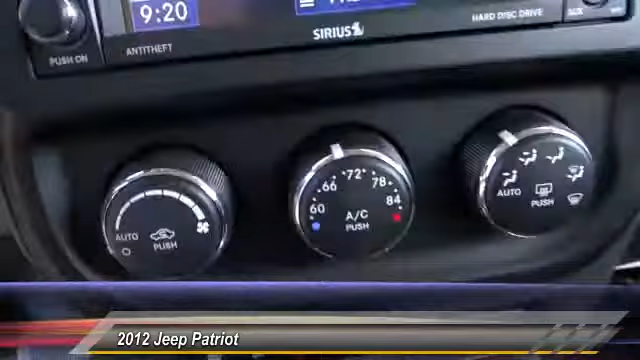 9:20
HARD DISC DRIVE
AUX
SIRIUS
ANTITHEFT
PUSH ON
60 66 72 78 84
A/C
PUSH
AUTO
PUSH
AUTO
PUSH
2012 Jeep Patriot